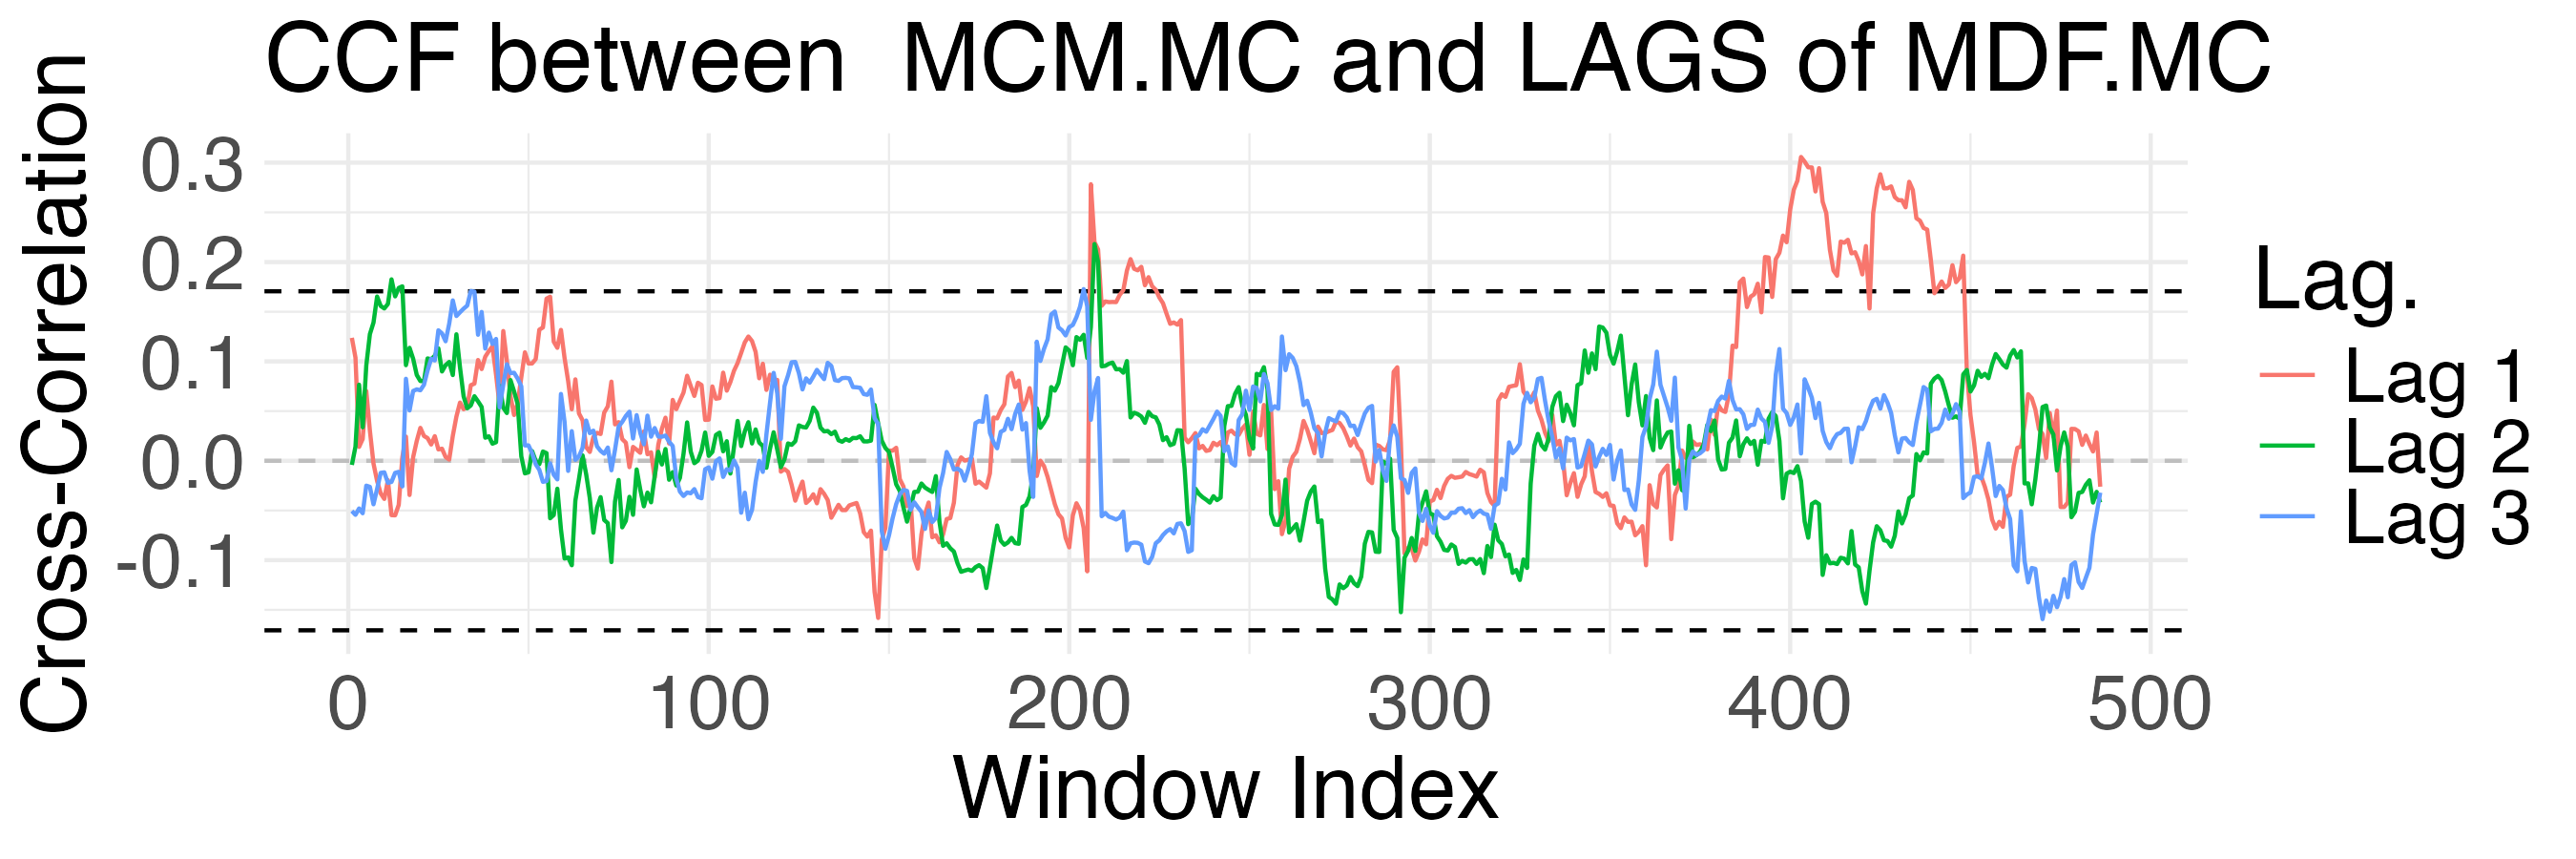 CCF between  MCM.MC and LAGS of MDF.MC
Cross-Correlation
0.3
0.2
0.1
0.0
-0.1
0 100 200 300 400 500
Window Index
Lag.
Lag 1
Lag 2
Lag 3